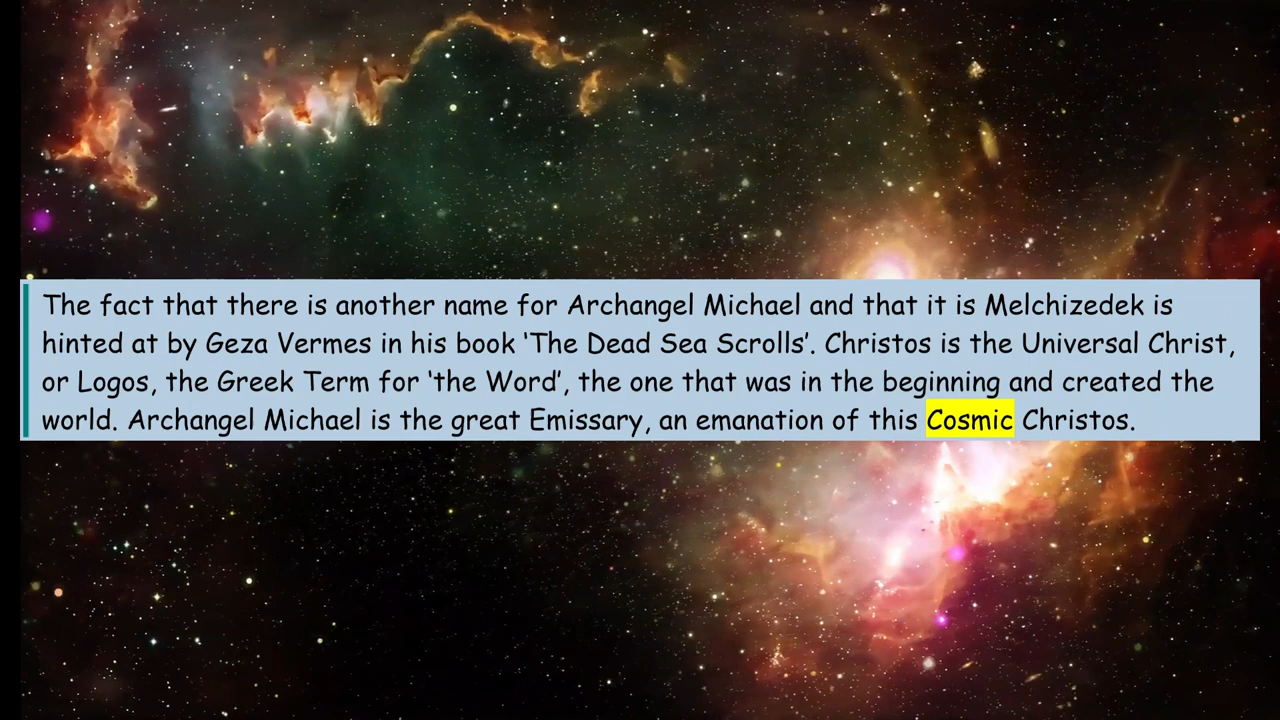 The fact that there is another name for Archangel Michael and that it is Melchizedek is
hinted at by Geza Vermes in his book ‘The Dead Sea Scrolls’. Christos is the Universal Christ,
or Logos, the Greek Term for ‘the Word’, the one that was in the beginning and created the
world. Archangel Michael is the great Emissary, an emanation of this Cosmic Christos.